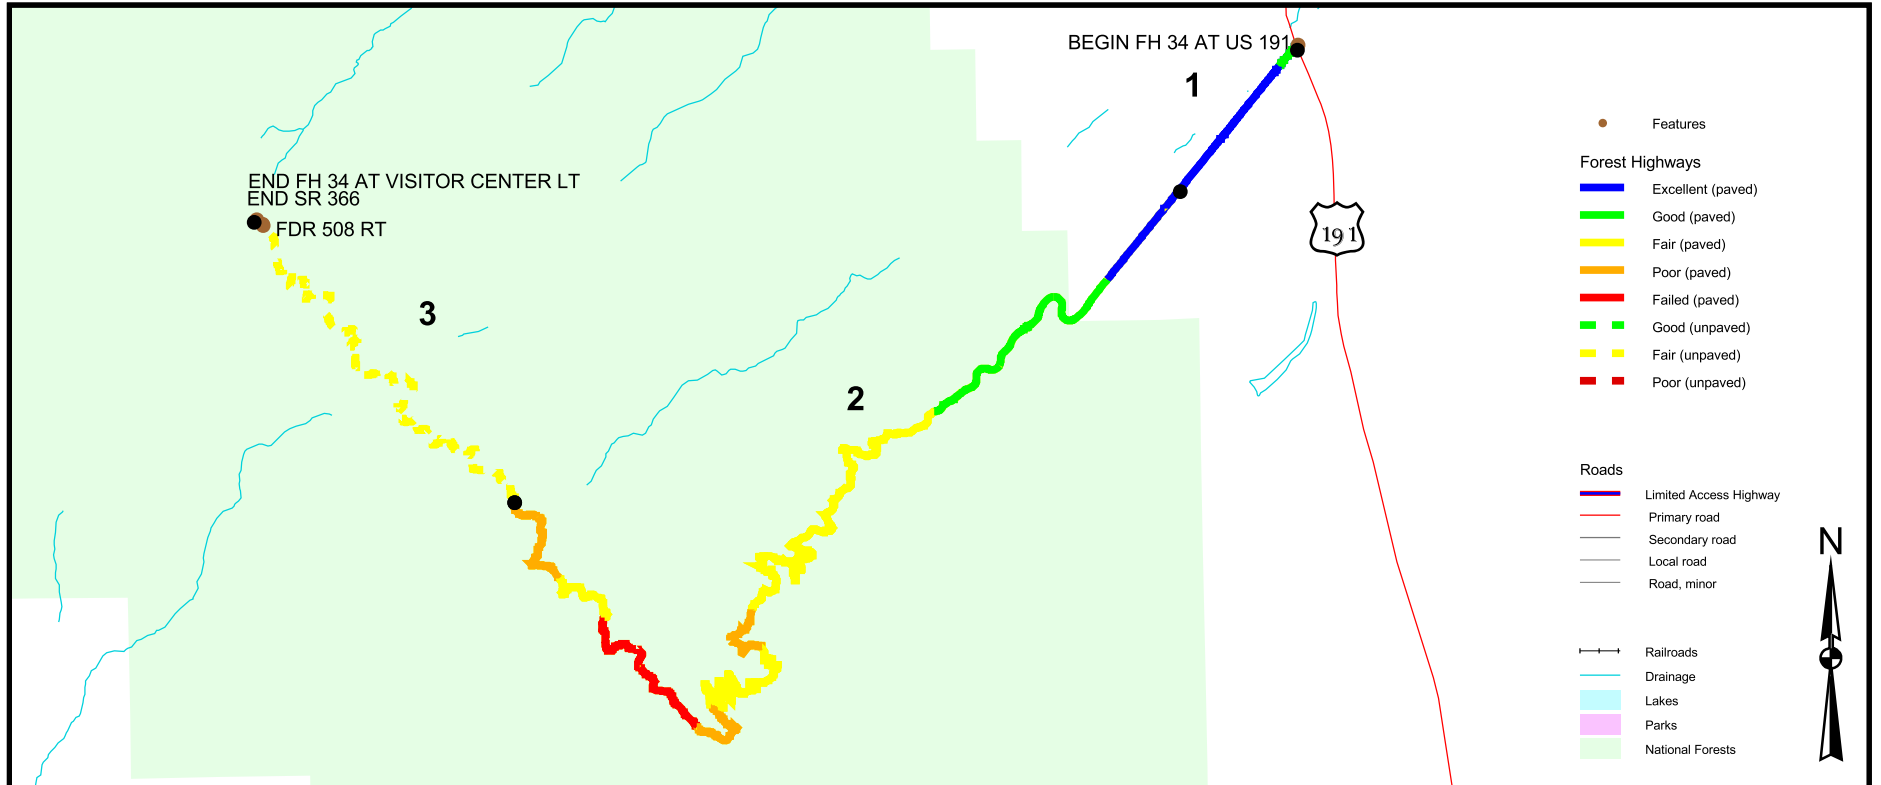 BEGIN FH 34 AT US 191
1
END FH 34 AT VISITOR CENTER LT
END SR 366
FDR 508 RT
3
2
191
Features
Forest Highways
Excellent (paved)
Good (paved)
Fair (paved)
Poor (paved)
Failed (paved)
Good (unpaved)
Fair (unpaved)
Poor (unpaved)
Roads
Limited Access Highway
Primary road
Secondary road
Local road
Road, minor
Railroads
Drainage
Lakes
Parks
National Forests
N